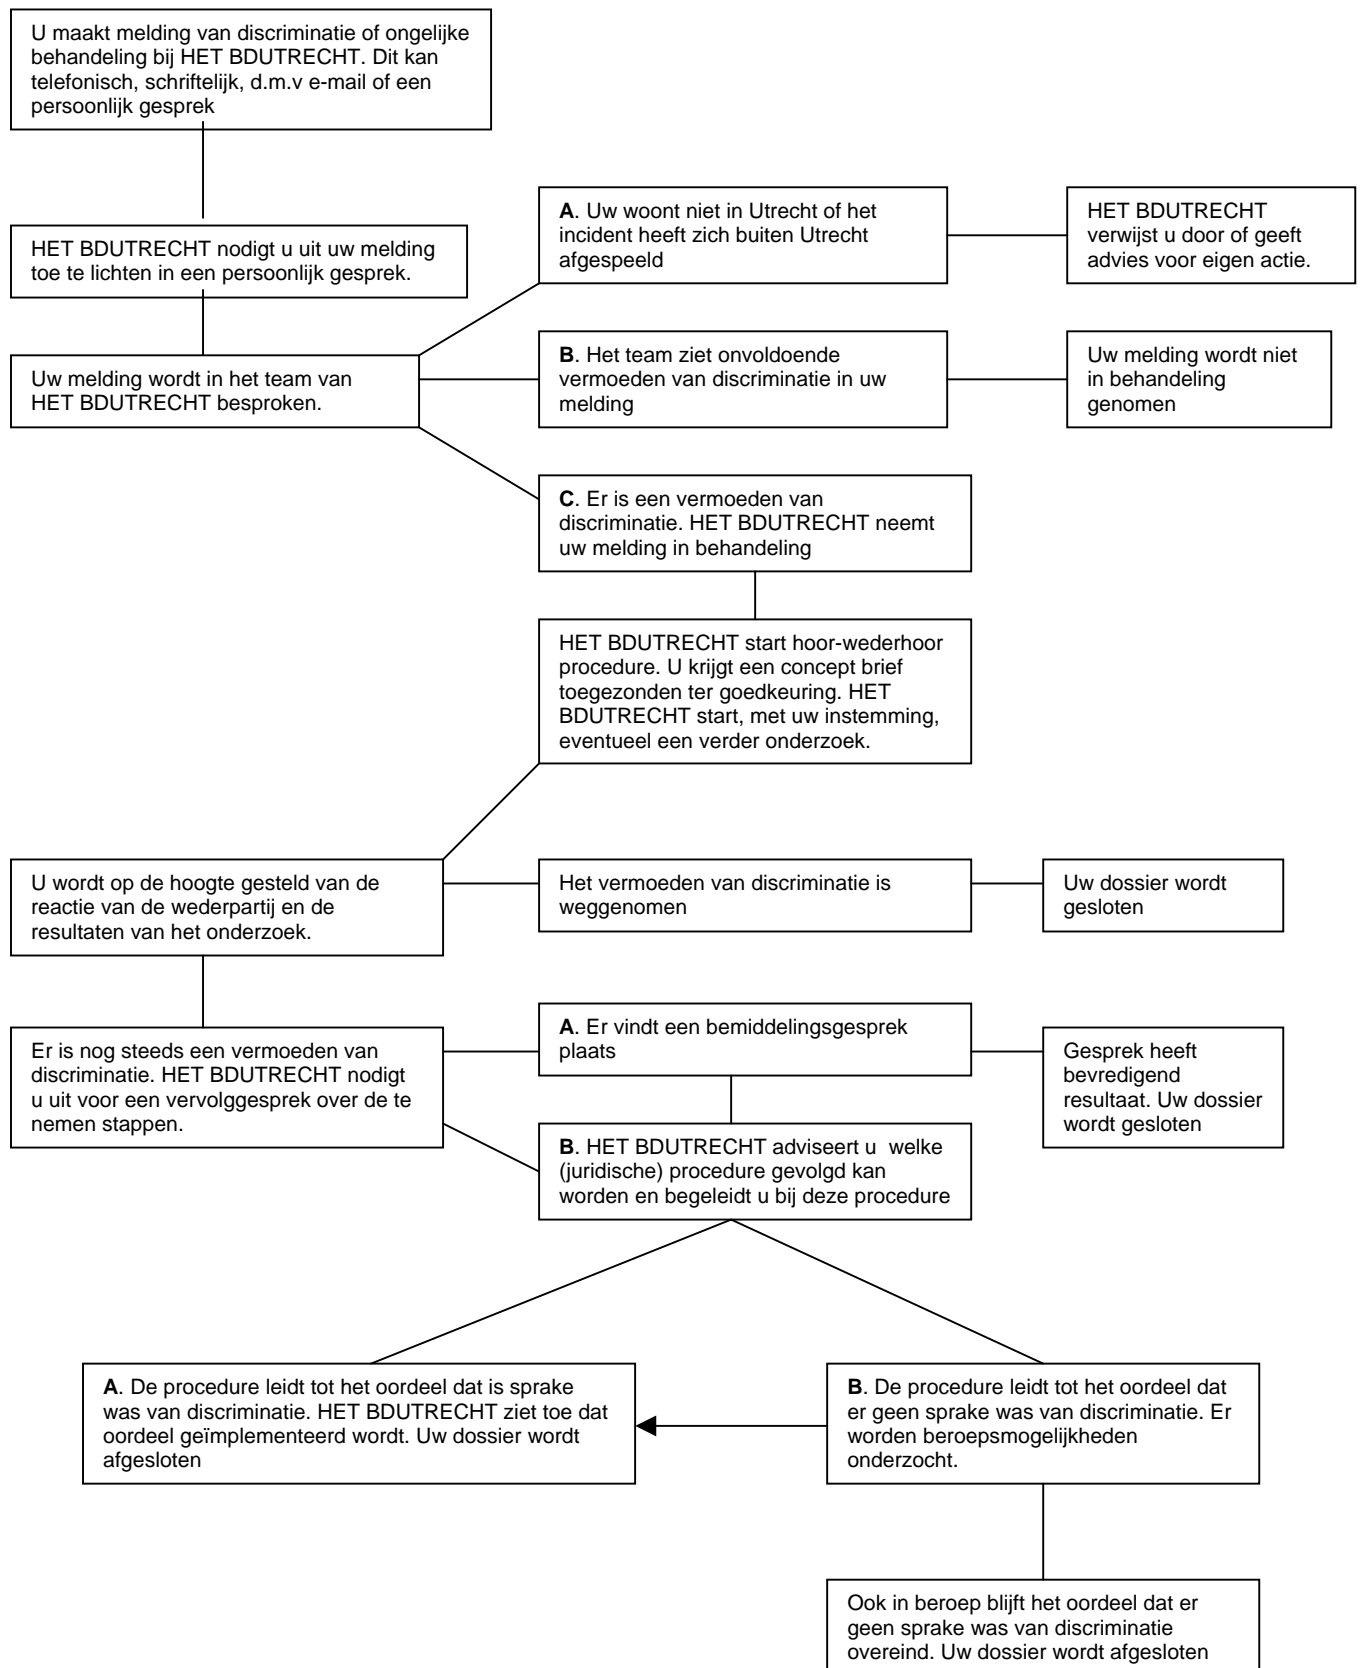 U maakt melding van discriminatie of ongelijke
behandeling bij HET BDUTRECHT. Dit kan
telefonisch, schriftelijk, d.m.v e-mail of een
persoonlijk gesprek
HET BDUTRECHT nodigt u uit uw melding
toe te lichten in een persoonlijk gesprek.
Uw melding wordt in het team van
HET BDUTRECHT besproken.
A. Uw woont niet in Utrecht of het
incident heeft zich buiten Utrecht
afgespeeld
HET BDUTRECHT
verwijst u door of geeft
advies voor eigen actie.
B. Het team ziet onvoldoende
vermoeden van discriminatie in uw
melding
Uw melding wordt niet
in behandeling
genomen
C. Er is een vermoeden van
discriminatie. HET BDUTRECHT neemt
uw melding in behandeling
HET BDUTRECHT start hoor-wederhoor
procedure. U krijgt een concept brief
toegezonden ter goedkeuring. HET
BDUTRECHT start, met uw instemming,
eventueel een verder onderzoek.
U wordt op de hoogte gesteld van de
reactie van de wederpartij en de
resultaten van het onderzoek.
Het vermoeden van discriminatie is
weggenomen
Uw dossier wordt
gesloten
Er is nog steeds een vermoeden van
discriminatie. HET BDUTRECHT nodigt
u uit voor een vervolggesprek over de te
nemen stappen.
A. Er vindt een bemiddelingsgesprek
plaats
Gesprek heeft
bevredigend
resultaat. Uw dossier
wordt gesloten
B. HET BDUTRECHT adviseert u welke
(juridische) procedure gevolgd kan
worden en begeleidt u bij deze procedure
A. De procedure leidt tot het oordeel dat is sprake
was van discriminatie. HET BDUTRECHT ziet toe dat
oordeel geïmplementeerd wordt. Uw dossier wordt
afgesloten
B. De procedure leidt tot het oordeel dat
er geen sprake was van discriminatie. Er
worden beroepsmogelijkheden
onderzocht.
Ook in beroep blijft het oordeel dat er
geen sprake was van discriminatie
overeind. Uw dossier wordt afgesloten